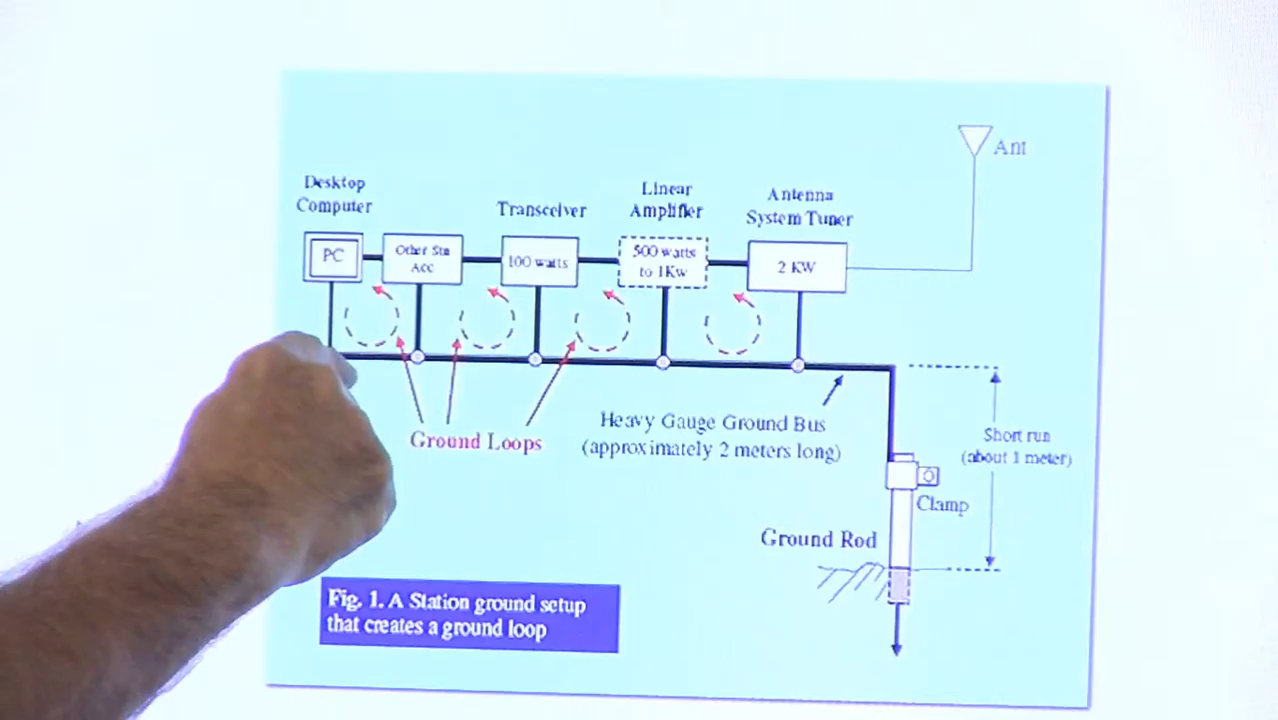 Ant
Desktop
Computer
Transceiver
Linear
Amplifier
Antenna
System Tuner
PC
Other Stn
Acc
100 watts
500 watts
to 1Kw
2 KW
Ground Loops
Heavy Gauge Ground Bus
(approximately 2 meters long)
Short run
(about 1 meter)
Clamp
Ground Rod
Fig. 1. A Station ground setup
that creates a ground loop